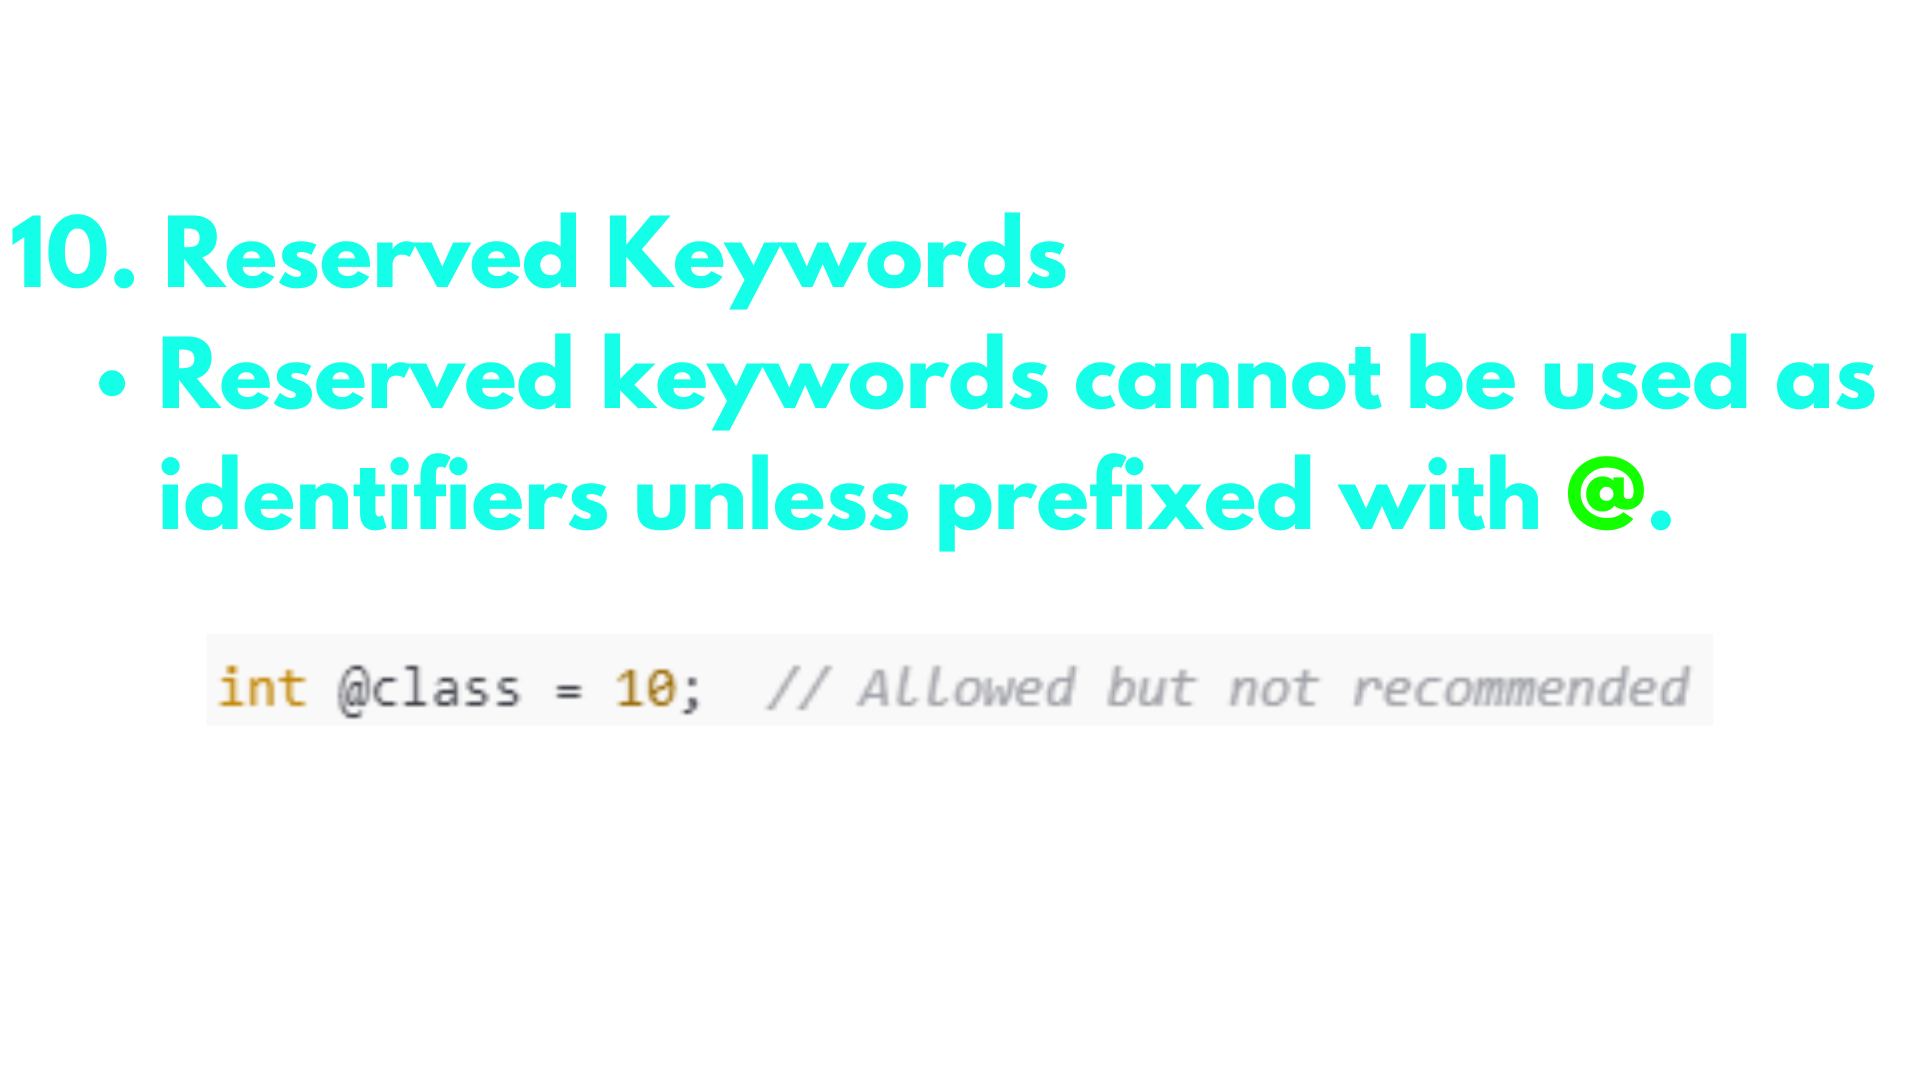 10. Reserved Keywords
• Reserved keywords cannot be used as
identifiers unless prefixed with @.
int @class = 10;  // Allowed but not recommended